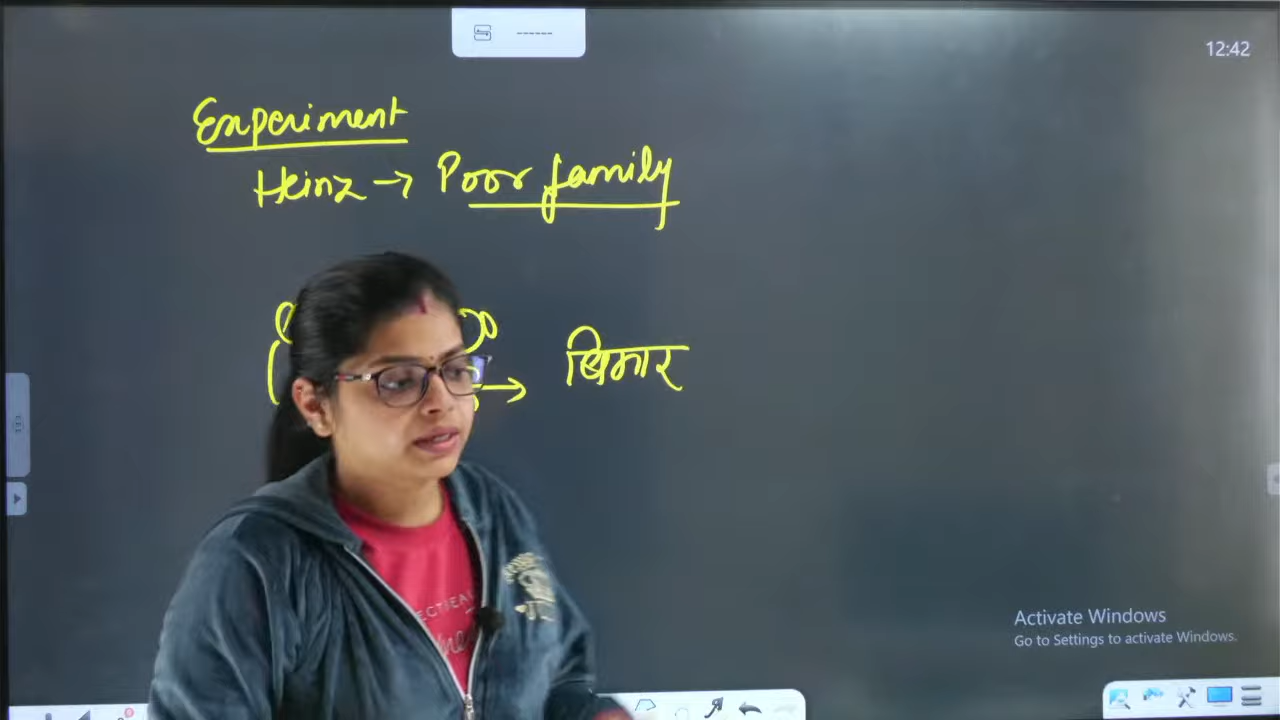 12:42
Experiment
Heinz → Poor family
बिमार
Activate Windows
Go to Settings to activate Windows.